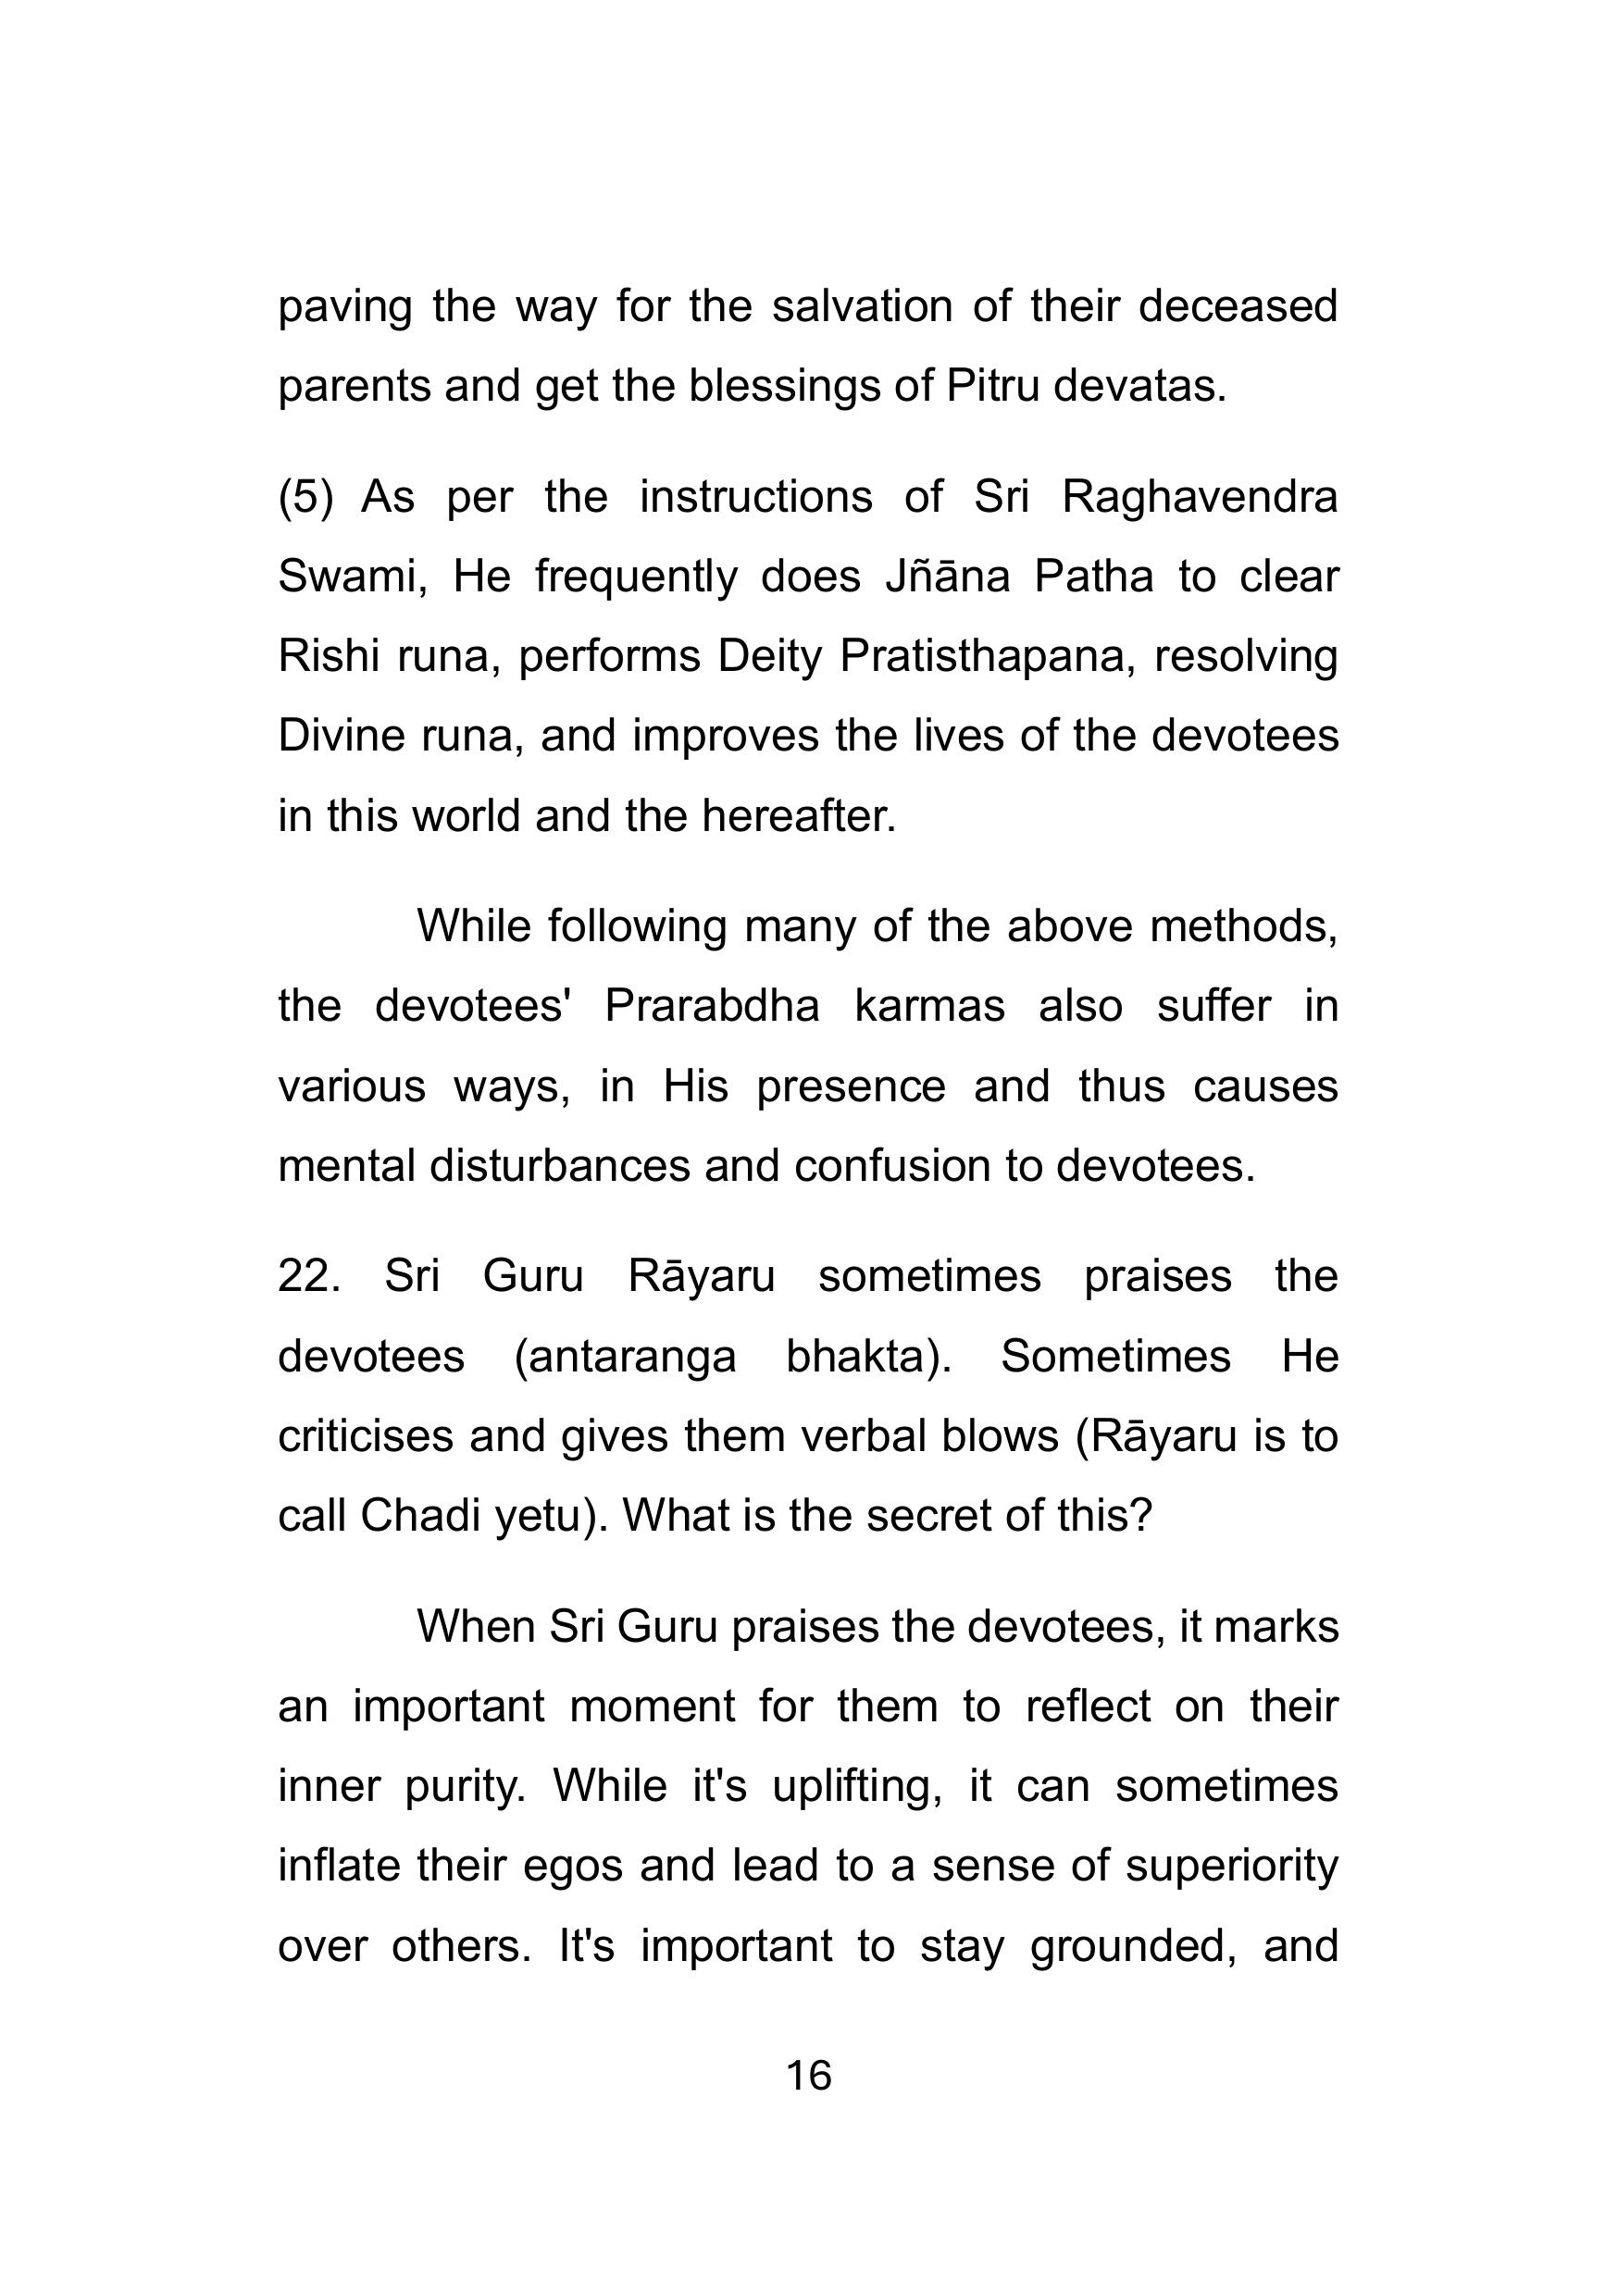 paving the way for the salvation of their deceased
parents and get the blessings of Pitru devatas.
(5) As per the instructions of Sri Raghavendra
Swami, He frequently does Jñāna Patha to clear
Rishi runa, performs Deity Pratisthapana, resolving
Divine runa, and improves the lives of the devotees
in this world and the hereafter.
While following many of the above methods,
the devotees' Prarabdha karmas also suffer in
various ways, in His presence and thus causes
mental disturbances and confusion to devotees.
22. Sri Guru Rāyaru sometimes praises the
devotees (antaranga bhakta). Sometimes He
criticises and gives them verbal blows (Rāyaru is to
call Chadi yetu). What is the secret of this?
When Sri Guru praises the devotees, it marks
an important moment for them to reflect on their
inner purity. While it's uplifting, it can sometimes
inflate their egos and lead to a sense of superiority
over others. It's important to stay grounded, and
16